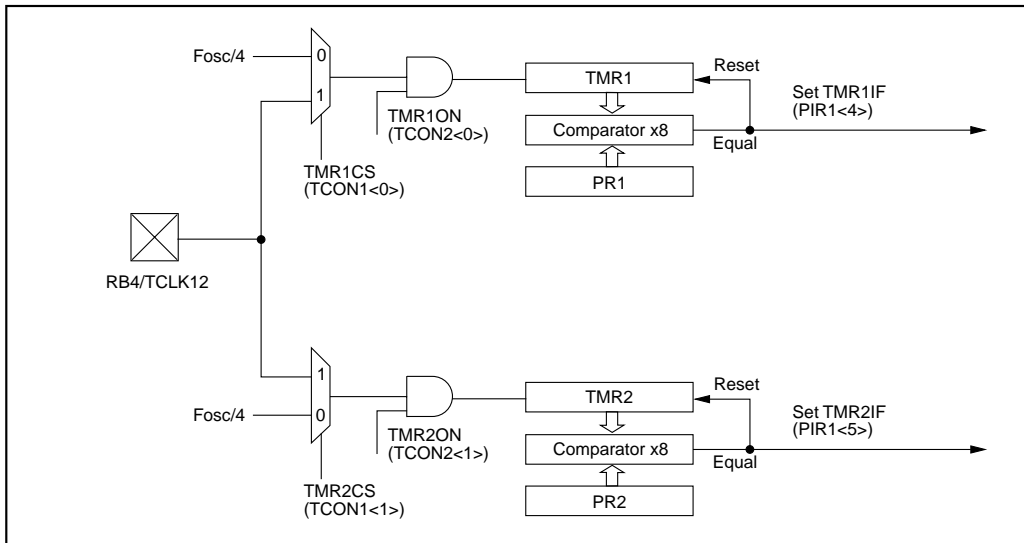 Fosc/4
0
1
TMR1CS
(TCON1<0>)
TMR1ON
(TCON2<0>)
TMR1
Comparator x8
PR1
Reset
Equal
Set TMR1IF
(PIR1<4>)
RB4/TCLK12
1
Fosc/4
0
TMR2CS
(TCON1<1>)
TMR2ON
(TCON2<1>)
TMR2
Comparator x8
PR2
Reset
Equal
Set TMR2IF
(PIR1<5>)